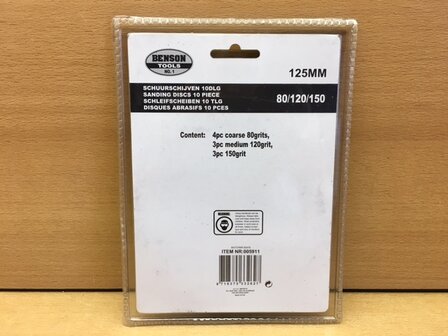 BENSON
TOOLS
NO. 1
125MM
SCHUURSCHIJVEN 10DLG
SANDING DISCS 10 PIECE
SCHLEIFSCHEIBEN 10 TLG
DISQUES ABRASIFS 10 PCES
80/120/150
Content: 4pc coarse 80grits,
3pc medium 120grit,
3pc 150grit
WARNING
ITEM NR:005911